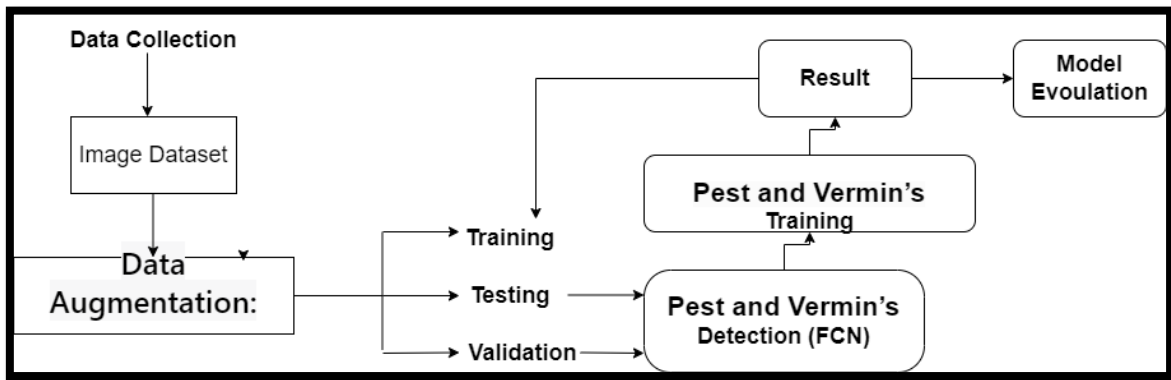 Data Collection
Image Dataset
Data
Augmentation:
Training
Testing
Validation
Pest and Vermin's
Detection (FCN)
Pest and Vermin's
Training
Result
Model
Evoulation